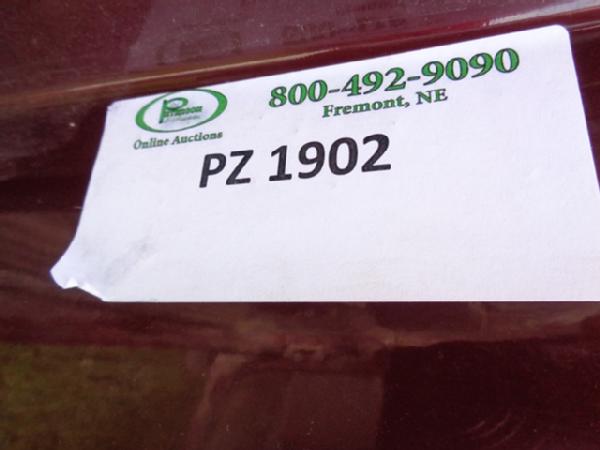 800-492-9090
Fremont, NE
Online Auctions
PZ 1902